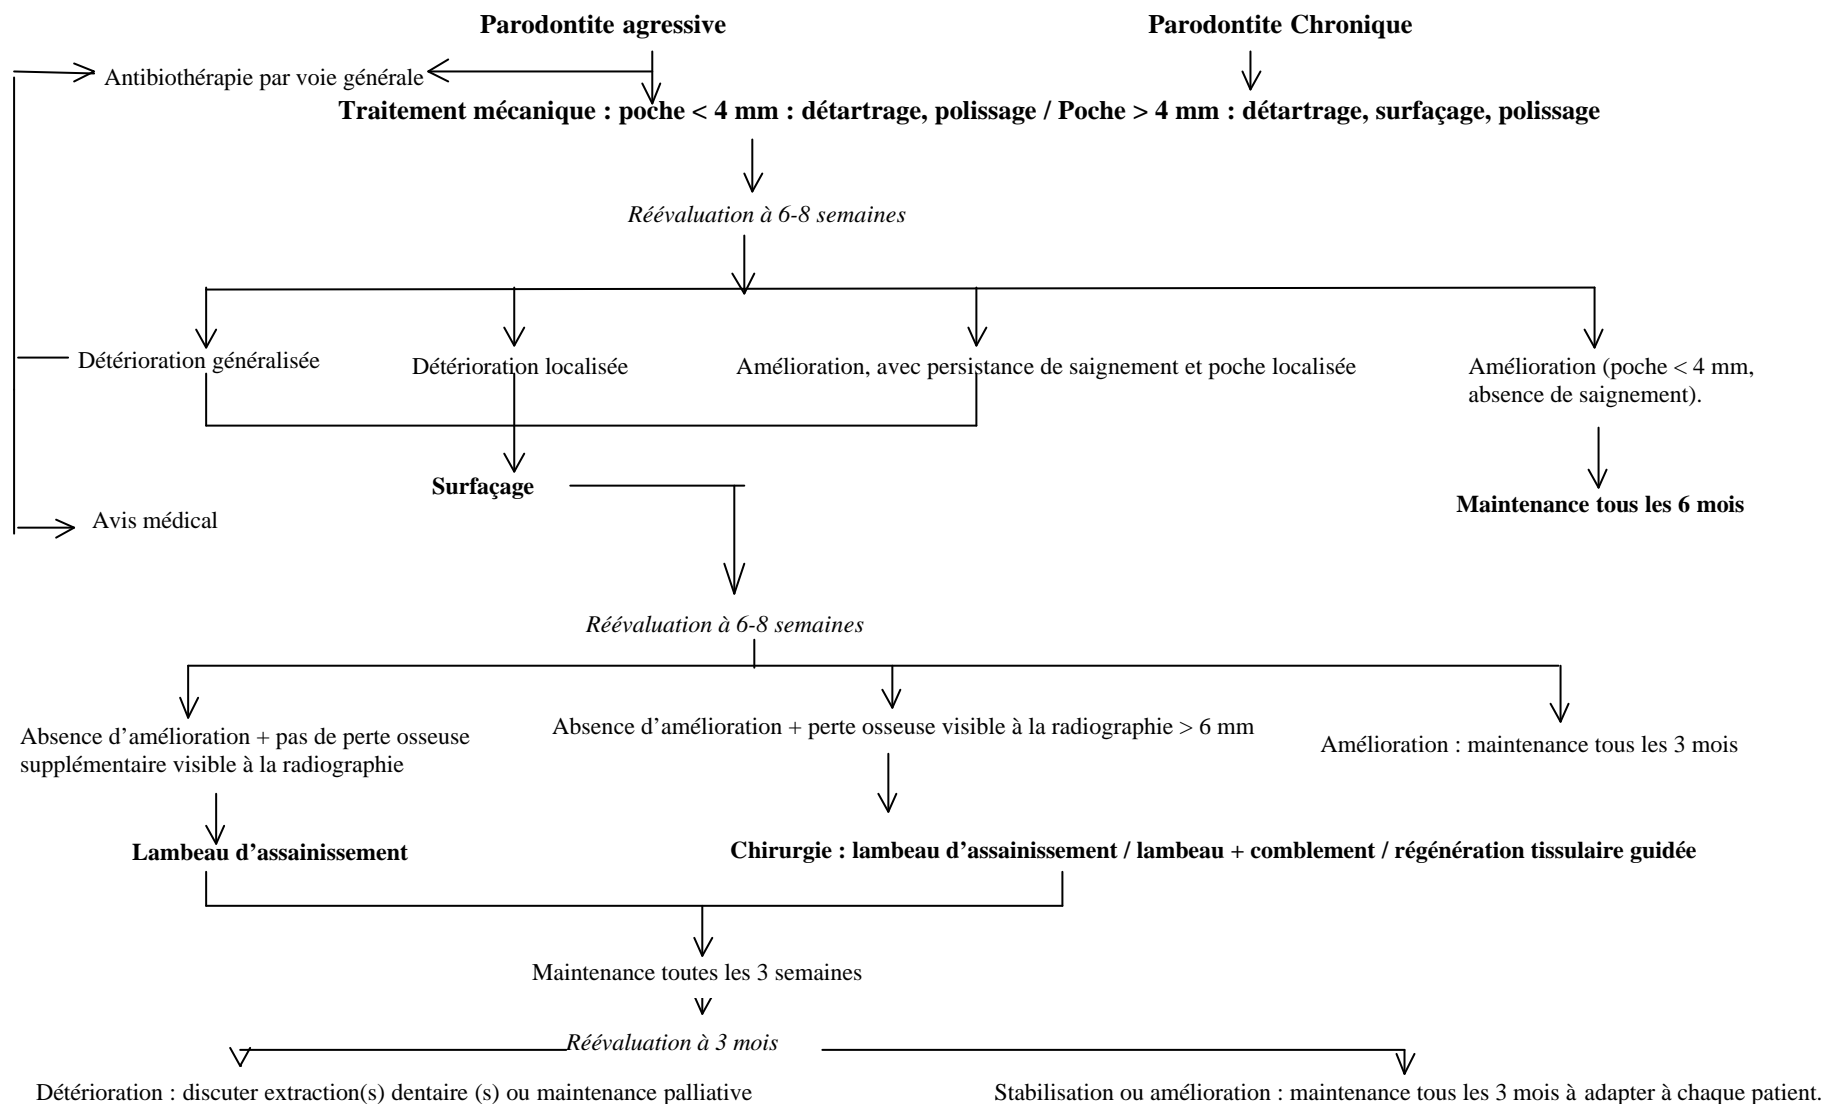 Parodontite agressive
Parodontite Chronique
Antibiothérapie par voie générale
Traitement mécanique : poche < 4 mm : détartrage, polissage / Poche > 4 mm : détartrage, surfaçage, polissage
Réévaluation à 6-8 semaines
Détérioration généralisée
Détérioration localisée
Amélioration, avec persistance de saignement et poche localisée
Amélioration (poche < 4 mm,
absence de saignement).
Surfaçage
Maintenance tous les 6 mois
Avis médical
Réévaluation à 6-8 semaines
Absence d’amélioration + pas de perte osseuse
supplémentaire visible à la radiographie
Absence d’amélioration + perte osseuse visible à la radiographie > 6 mm
Amélioration : maintenance tous les 3 mois
Lambeau d’assainissement
Chirurgie : lambeau d’assainissement / lambeau + comblement / régénération tissulaire guidée
Maintenance toutes les 3 semaines
Réévaluation à 3 mois
Détérioration : discuter extraction(s) dentaire (s) ou maintenance palliative
Stabilisation ou amélioration : maintenance tous les 3 mois à adapter à chaque patient.